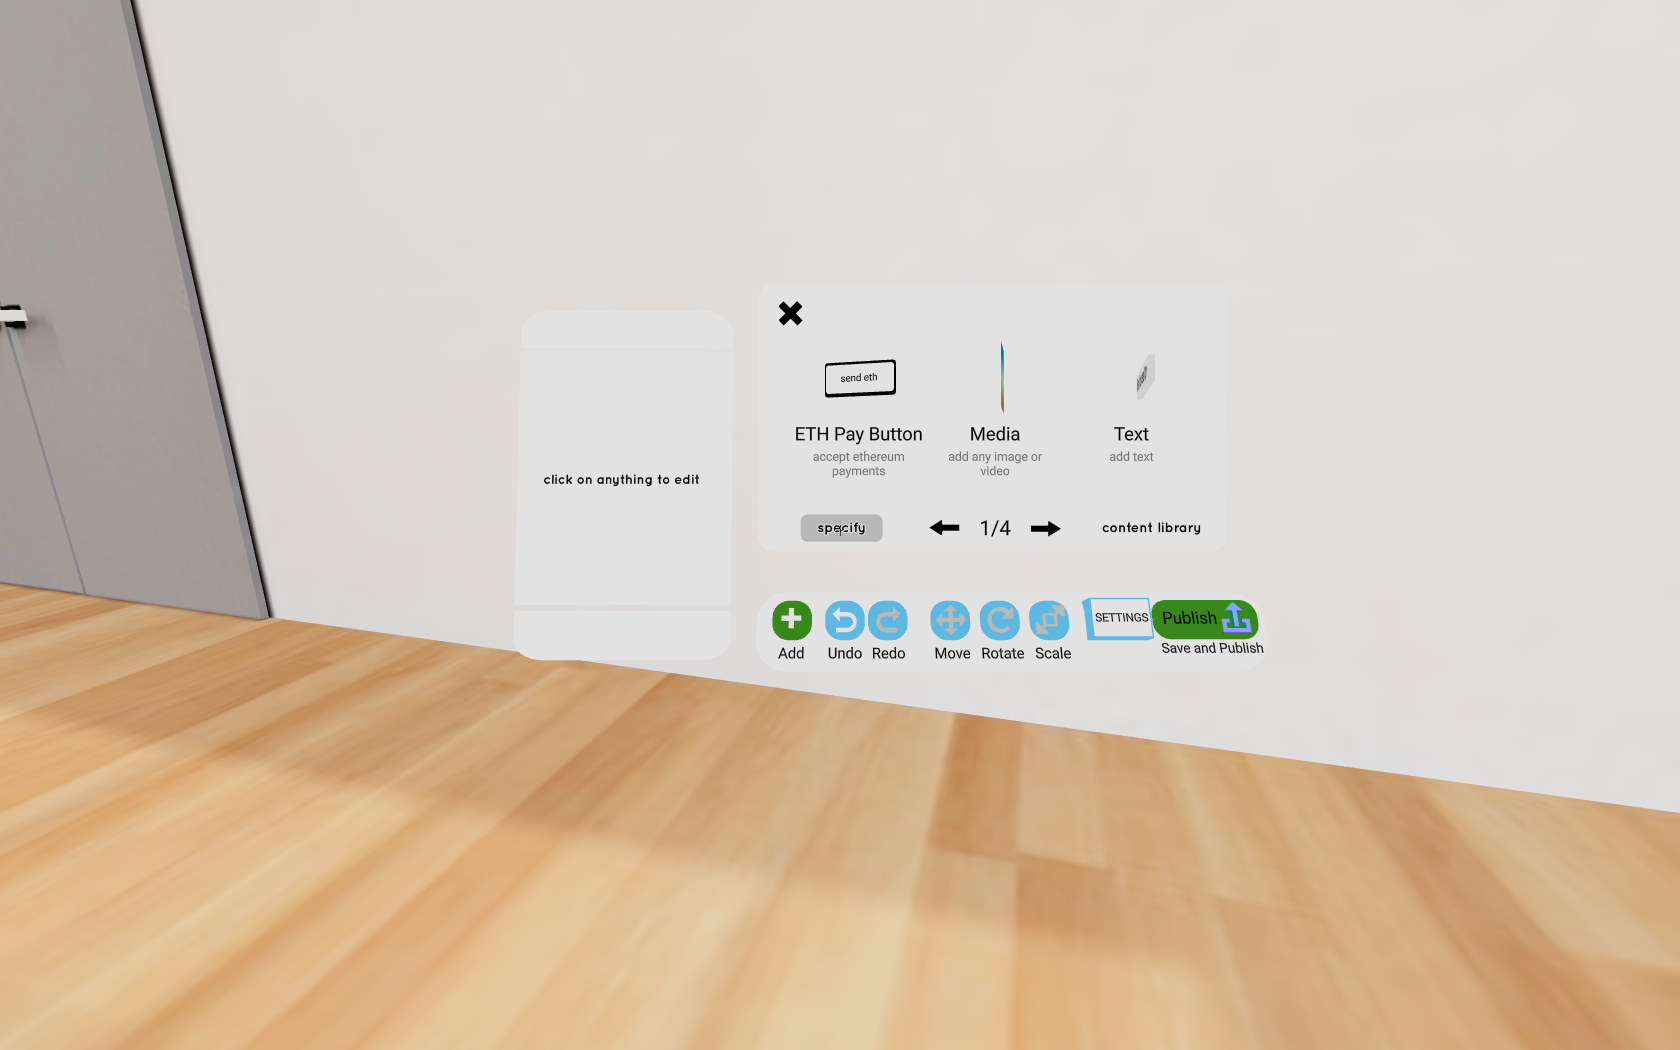 click on anything to edit
send eth
ETH Pay Button
accept ethereum
payments
Media
add any image or
video
Text
add text
specify
1/4
content library
Add
Undo
Redo
Move
Rotate
Scale
SETTINGS
Publish
Save and Publish